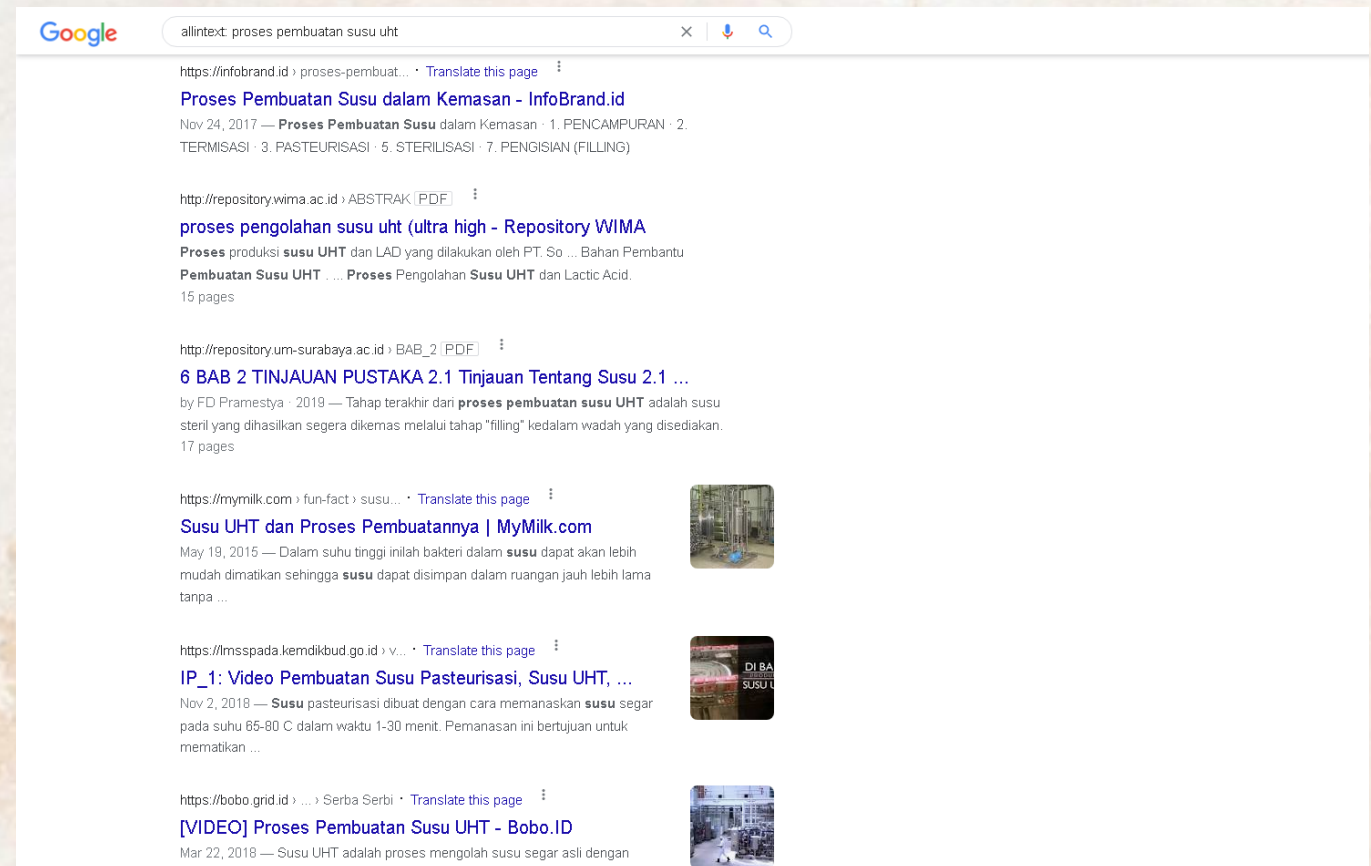 Google
allintext: proses pembuatan susu uht
https://infobrand.id › proses-pembuat... · Translate this page
Proses Pembuatan Susu dalam Kemasan - InfoBrand.id
Nov 24, 2017 — Proses Pembuatan Susu dalam Kemasan · 1. PENCAMPURAN · 2.
TERMISASI · 3. PASTEURISASI · 5. STERILISASI · 7. PENGISIAN (FILLING)
http://repository.wima.ac.id › ABSTRAK PDF
proses pengolahan susu uht (ultra high - Repository WIMA
Proses produksi susu UHT dan LAD yang dilakukan oleh PT. So ... Bahan Pembantu
Pembuatan Susu UHT . ... Proses Pengolahan Susu UHT dan Lactic Acid.
15 pages
http://repository.um-surabaya.ac.id › BAB_2 PDF
6 BAB 2 TINJAUAN PUSTAKA 2.1 Tinjauan Tentang Susu 2.1 ...
by FD Pramestya · 2019 — Tahap terakhir dari proses pembuatan susu UHT adalah susu
steril yang dihasilkan segera dikemas melalui tahap "filling" kedalam wadah yang disediakan.
17 pages
https://mymilk.com › fun-fact › susu... · Translate this page
Susu UHT dan Proses Pembuatannya | MyMilk.com
May 19, 2015 — Dalam suhu tinggi inilah bakteri dalam susu dapat akan lebih
mudah dimatikan sehingga susu dapat disimpan dalam ruangan jauh lebih lama
tanpa ...
https://lmsspada.kemdikbud.go.id › v... · Translate this page
IP_1: Video Pembuatan Susu Pasteurisasi, Susu UHT, ...
Nov 2, 2018 — Susu pasteurisasi dibuat dengan cara memanaskan susu segar
pada suhu 65-80 C dalam waktu 1-30 menit. Pemanasan ini bertujuan untuk
mematikan ...
DI BA
SUSU U
https://bobo.grid.id › ... › Serba Serbi · Translate this page
[VIDEO] Proses Pembuatan Susu UHT - Bobo.ID
Mar 22, 2018 — Susu UHT adalah proses mengolah susu segar asli dengan